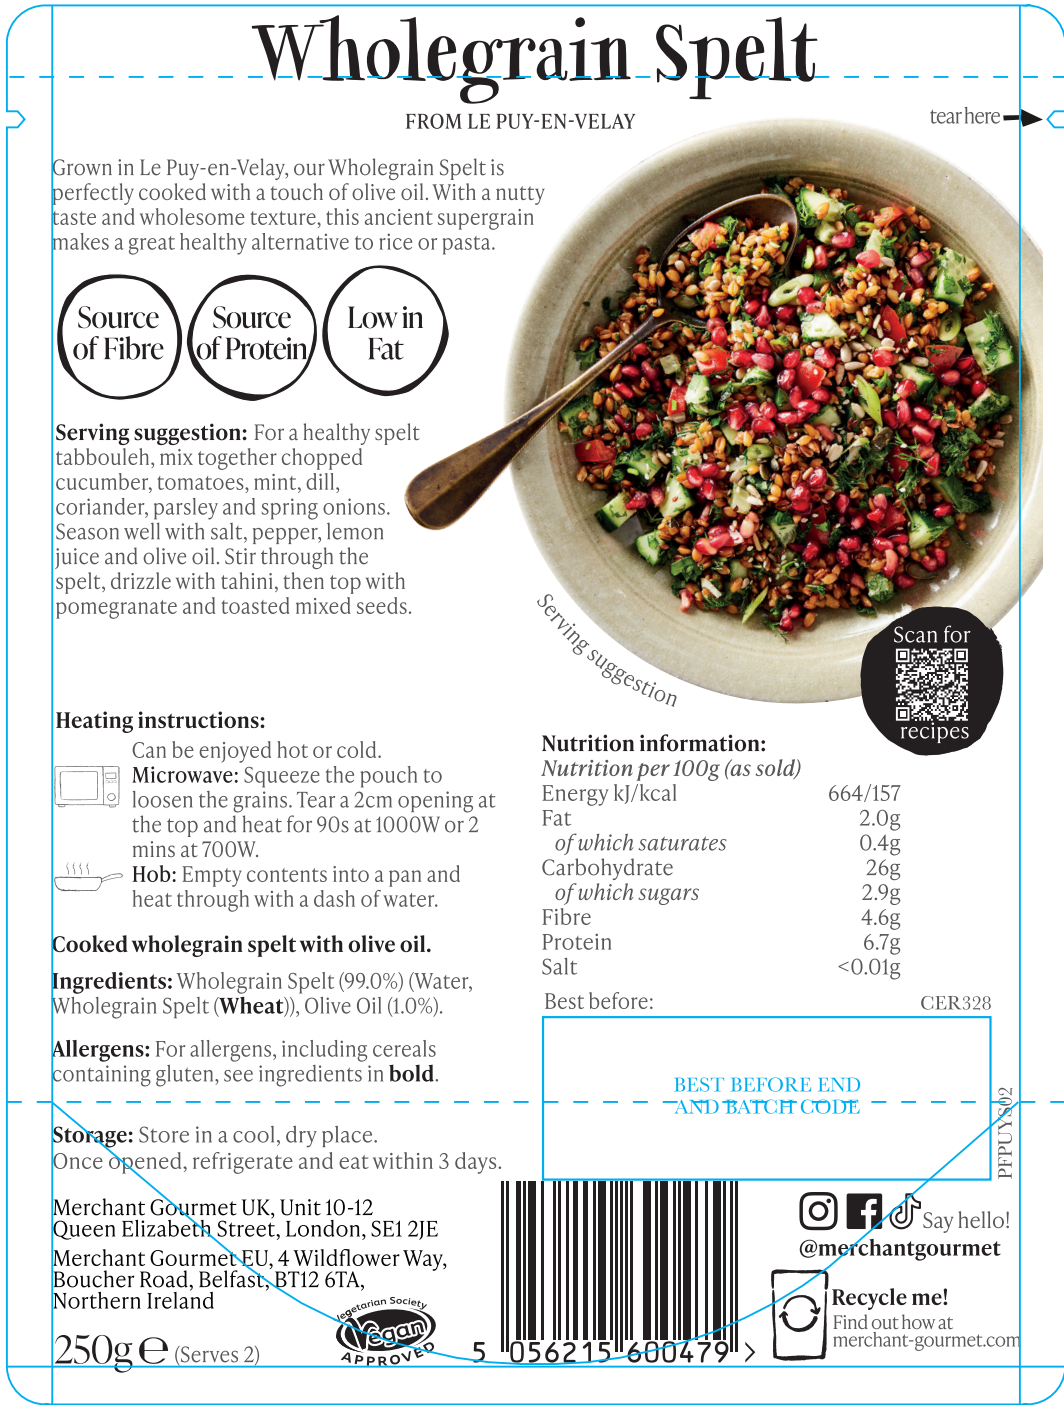 Wholegrain Spelt
FROM LE PUY-EN-VELAY
tear here
Grown in Le Puy-en-Velay, our Wholegrain Spelt is
perfectly cooked with a touch of olive oil. With a nutty
taste and wholesome texture, this ancient supergrain
makes a great healthy alternative to rice or pasta.
Source
of Fibre
Source
of Protein
Low in
Fat
Serving suggestion: For a healthy spelt
tabbouleh, mix together chopped
cucumber, tomatoes, mint, dill,
coriander, parsley and spring onions.
Season well with salt, pepper, lemon
juice and olive oil. Stir through the
spelt, drizzle with tahini, then top with
pomegranate and toasted mixed seeds.
Serving suggestion
Scan for
recipes
Heating instructions:
Can be enjoyed hot or cold.
Microwave: Squeeze the pouch to
loosen the grains. Tear a 2cm opening at
the top and heat for 90s at 1000W or 2
mins at 700W.
Hob: Empty contents into a pan and
heat through with a dash of water.
Cooked wholegrain spelt with olive oil.
Ingredients: Wholegrain Spelt (99.0%) (Water,
Wholegrain Spelt (Wheat)), Olive Oil (1.0%).
Allergens: For allergens, including cereals
containing gluten, see ingredients in bold.
Storage: Store in a cool, dry place.
Once opened, refrigerate and eat within 3 days.
Merchant Gourmet UK, Unit 10-12
Queen Elizabeth Street, London, SE1 2JE
Merchant Gourmet EU, 4 Wildflower Way,
Boucher Road, Belfast, BT12 6TA,
Northern Ireland
250g e (Serves 2)
Vegetarian Society
Vegan
APPROVED
Nutrition information:
Nutrition per 100g (as sold)
Energy kJ/kcal 664/157
Fat 2.0g
of which saturates 0.4g
Carbohydrate 26g
of which sugars 2.9g
Fibre 4.6g
Protein 6.7g
Salt <0.01g
Best before: CER328
BEST BEFORE END
AND BATCH CODE
PFPUYS02
5 056215 600479 >
Say hello!
@merchantgourmet
Recycle me!
Find out how at
merchant-gourmet.com